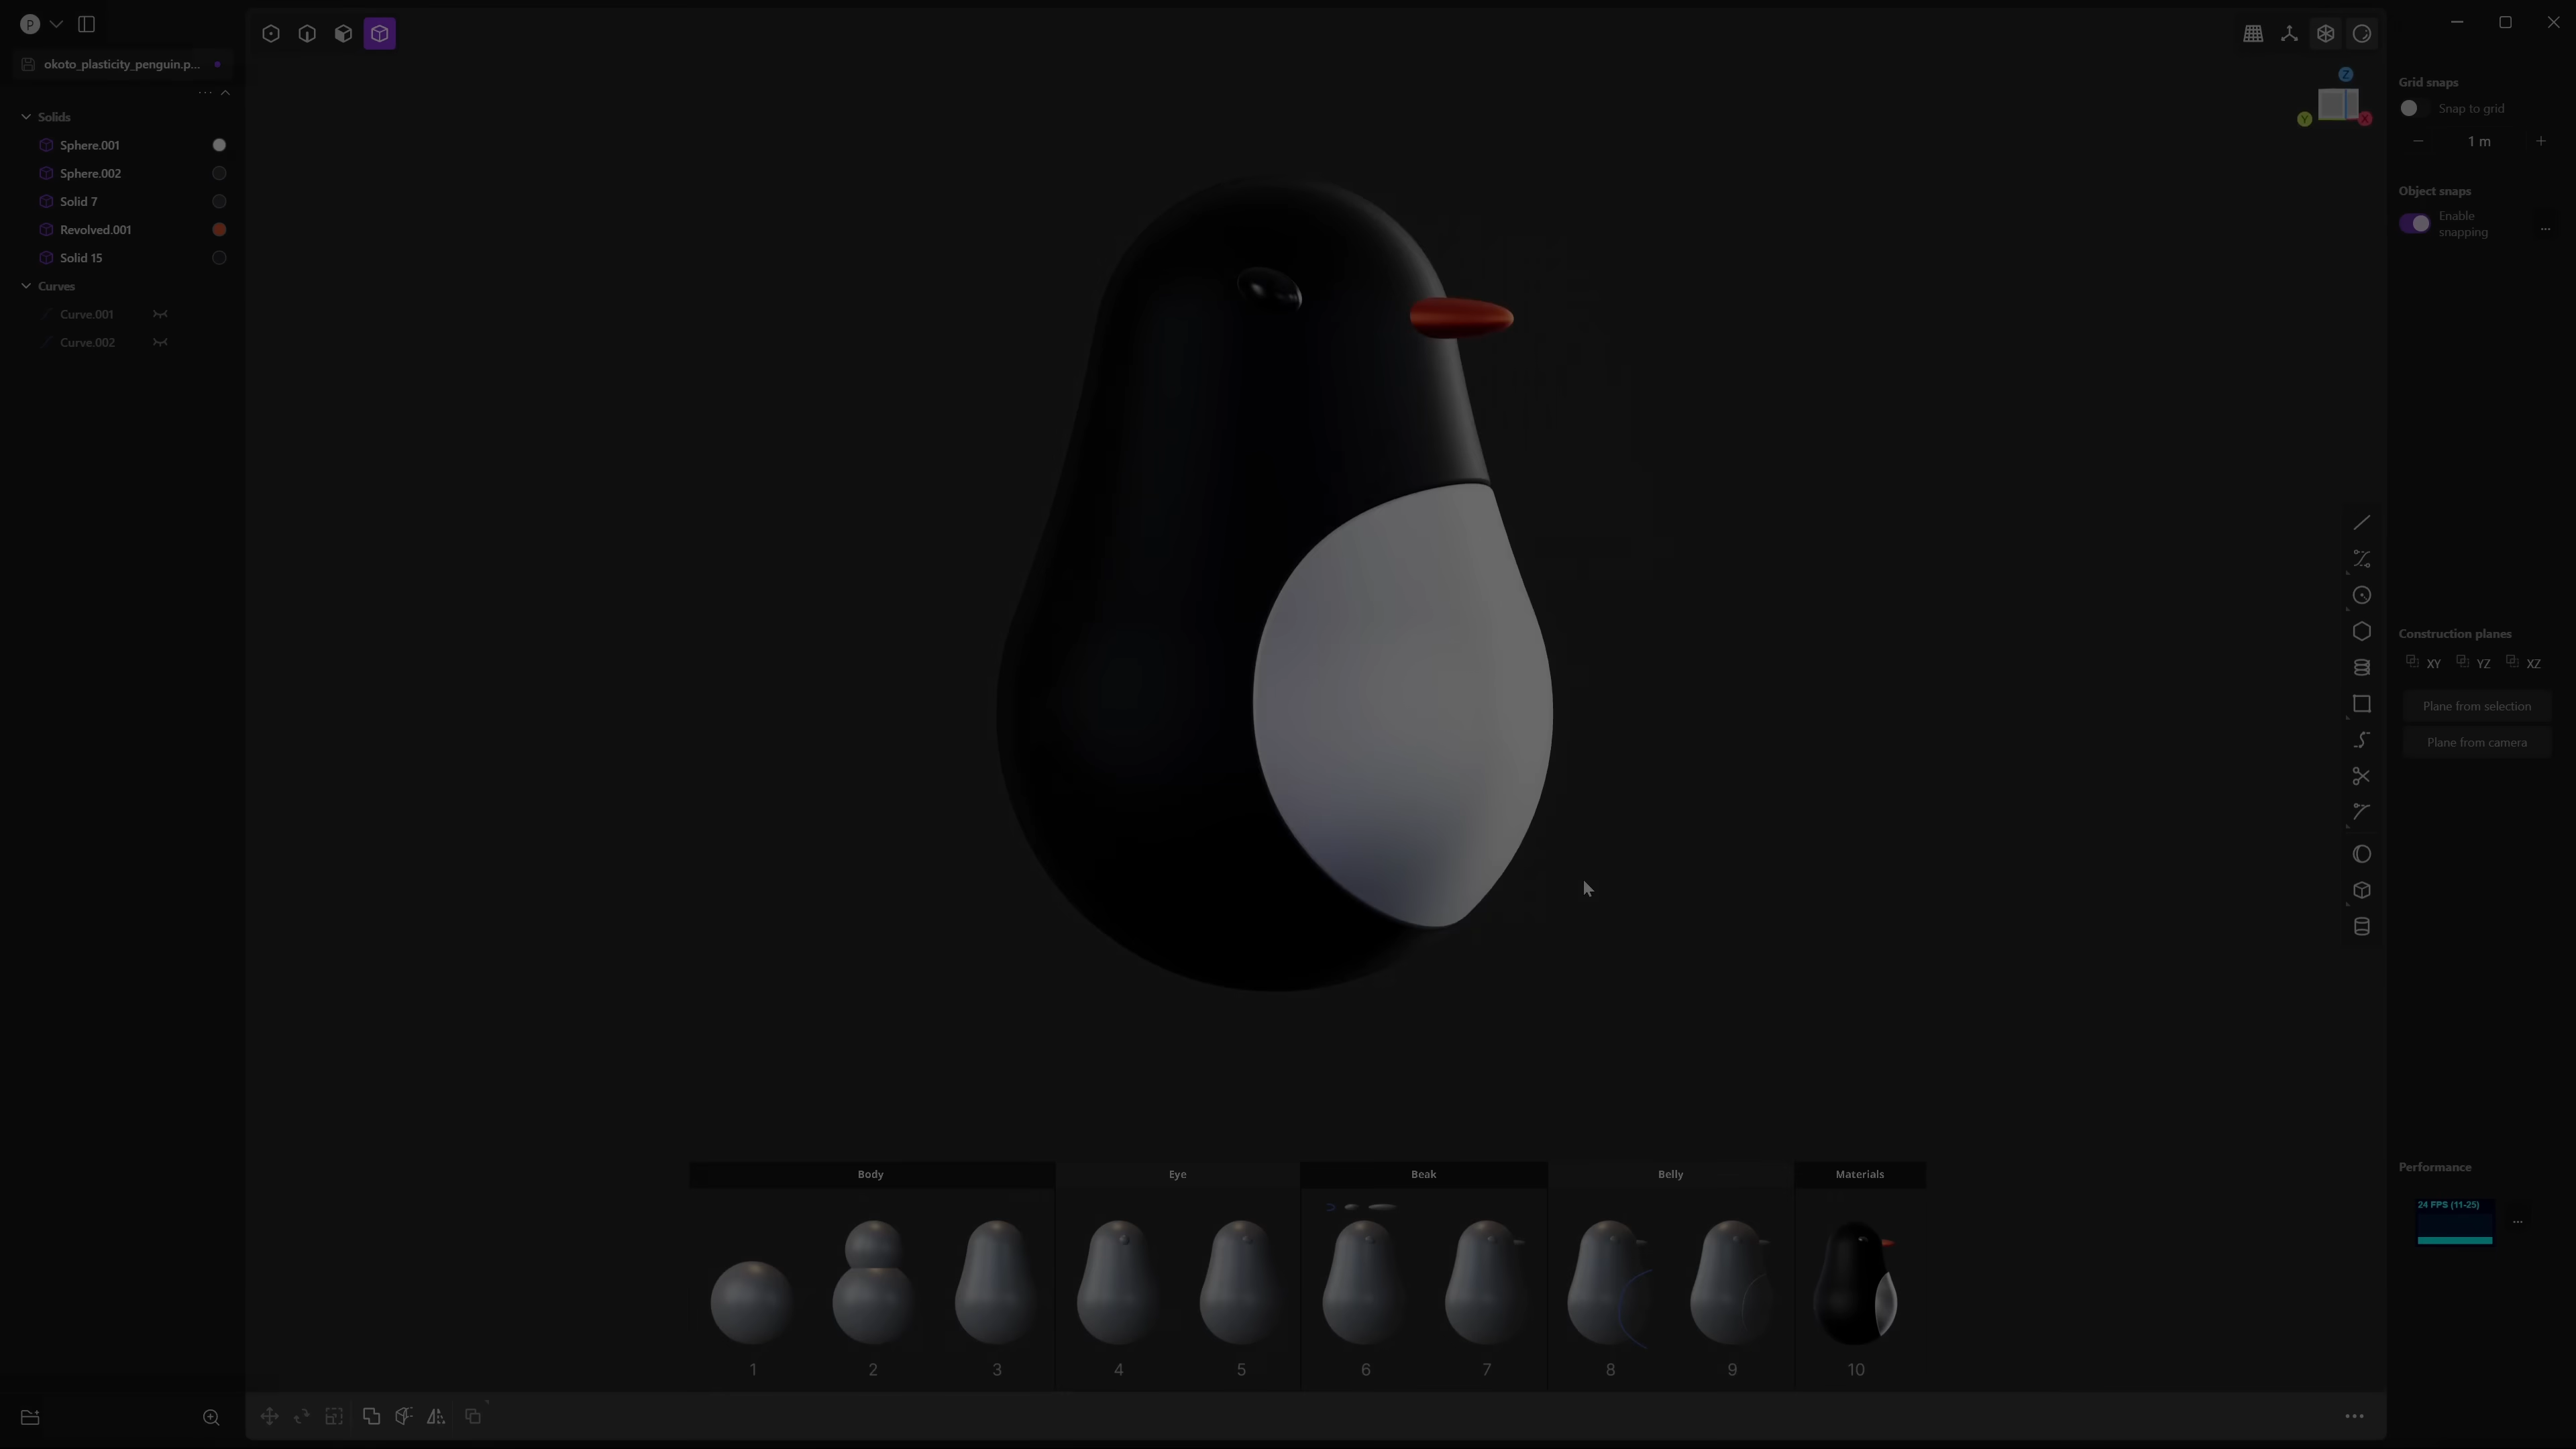 P
okoto_plasticity_penguin.p...
Solids
Sphere.001
Sphere.002
Solid 7
Revolved.001
Solid 15
Curves
Curve.001
Curve.002
Z
Y
X
Grid snaps
Snap to grid
1 m
Object snaps
Enable
snapping
Construction planes
XY YZ XZ
Plane from selection
Plane from camera
Performance
24 FPS (11-25)
Body Eye Beak Belly Materials
1 2 3 4 5 6 7 8 9 10